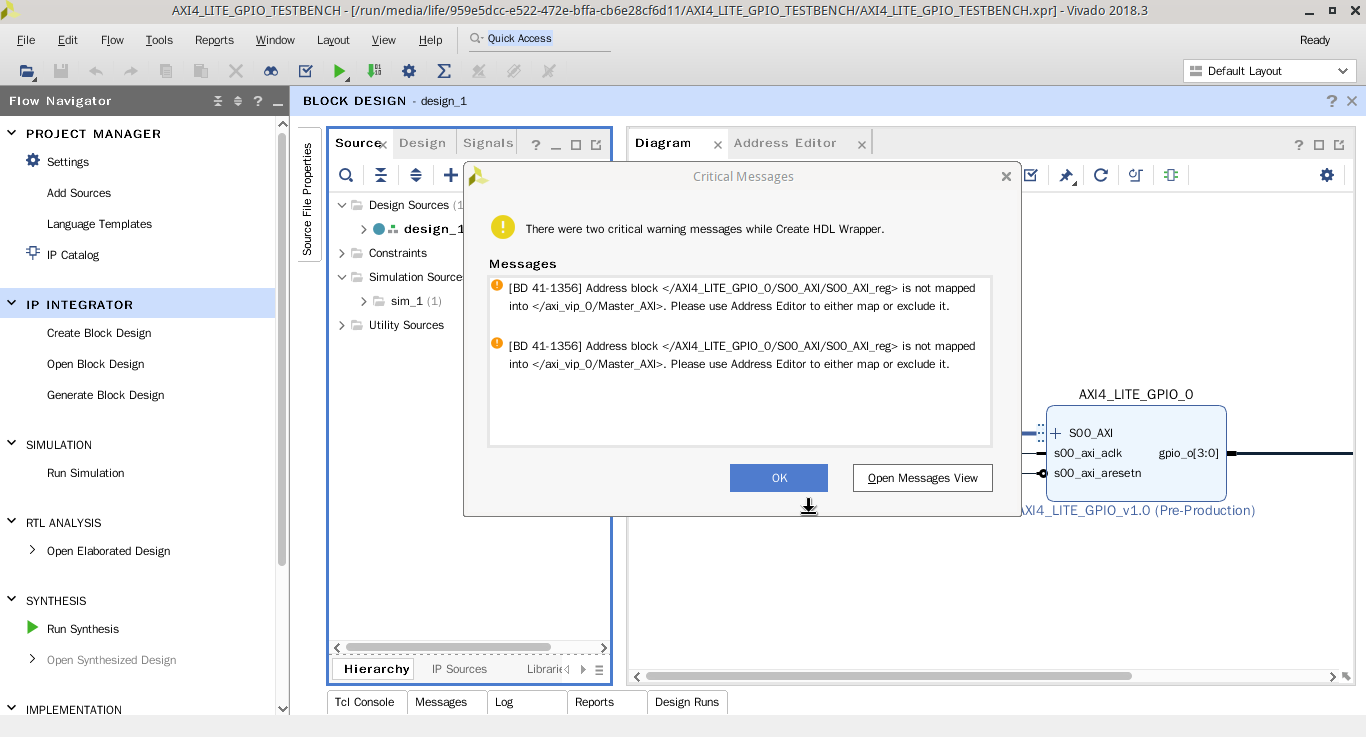 AXI4_LITE_GPIO_TESTBENCH - [/run/media/life/959e5dcc-e522-472e-bffa-cb6e28cf6d11/AXI4_LITE_GPIO_TESTBENCH/AXI4_LITE_GPIO_TESTBENCH.xpr] - Vivado 2018.3
File Edit Flow Tools Reports Window Layout View Help Quick Access Ready
Default Layout
Flow Navigator
PROJECT MANAGER
Settings
Add Sources
Language Templates
IP Catalog
IP INTEGRATOR
Create Block Design
Open Block Design
Generate Block Design
SIMULATION
Run Simulation
RTL ANALYSIS
Open Elaborated Design
SYNTHESIS
Run Synthesis
Open Synthesized Design
IMPLEMENTATION
BLOCK DESIGN - design_1
Source File Properties
Source Design Signals
Design Sources (1
design_1
Constraints
Simulation Source
sim_1 (1)
Utility Sources
Hierarchy IP Sources Librarie
Diagram Address Editor
Critical Messages
There were two critical warning messages while Create HDL Wrapper.
Messages
[BD 41-1356] Address block </AXI4_LITE_GPIO_0/S00_AXI/S00_AXI_reg> is not mapped
into </axi_vip_0/Master_AXI>. Please use Address Editor to either map or exclude it.
[BD 41-1356] Address block </AXI4_LITE_GPIO_0/S00_AXI/S00_AXI_reg> is not mapped
into </axi_vip_0/Master_AXI>. Please use Address Editor to either map or exclude it.
OK Open Messages View
AXI4_LITE_GPIO_0
S00_AXI
s00_axi_aclk gpio_o[3:0]
s00_axi_aresetn
AXI4_LITE_GPIO_v1.0 (Pre-Production)
Tcl Console Messages Log Reports Design Runs